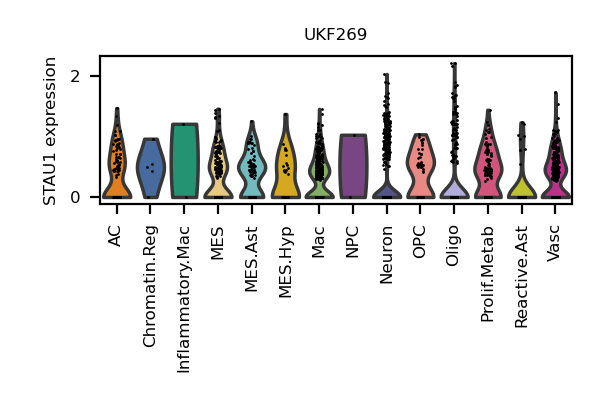 UKF269
STAU1 expression
2
0
AC
Chromatin.Reg
Inflammatory.Mac
MES
MES.Ast
MES.Hyp
Mac
NPC
Neuron
OPC
Oligo
Prolif.Metab
Reactive.Ast
Vasc